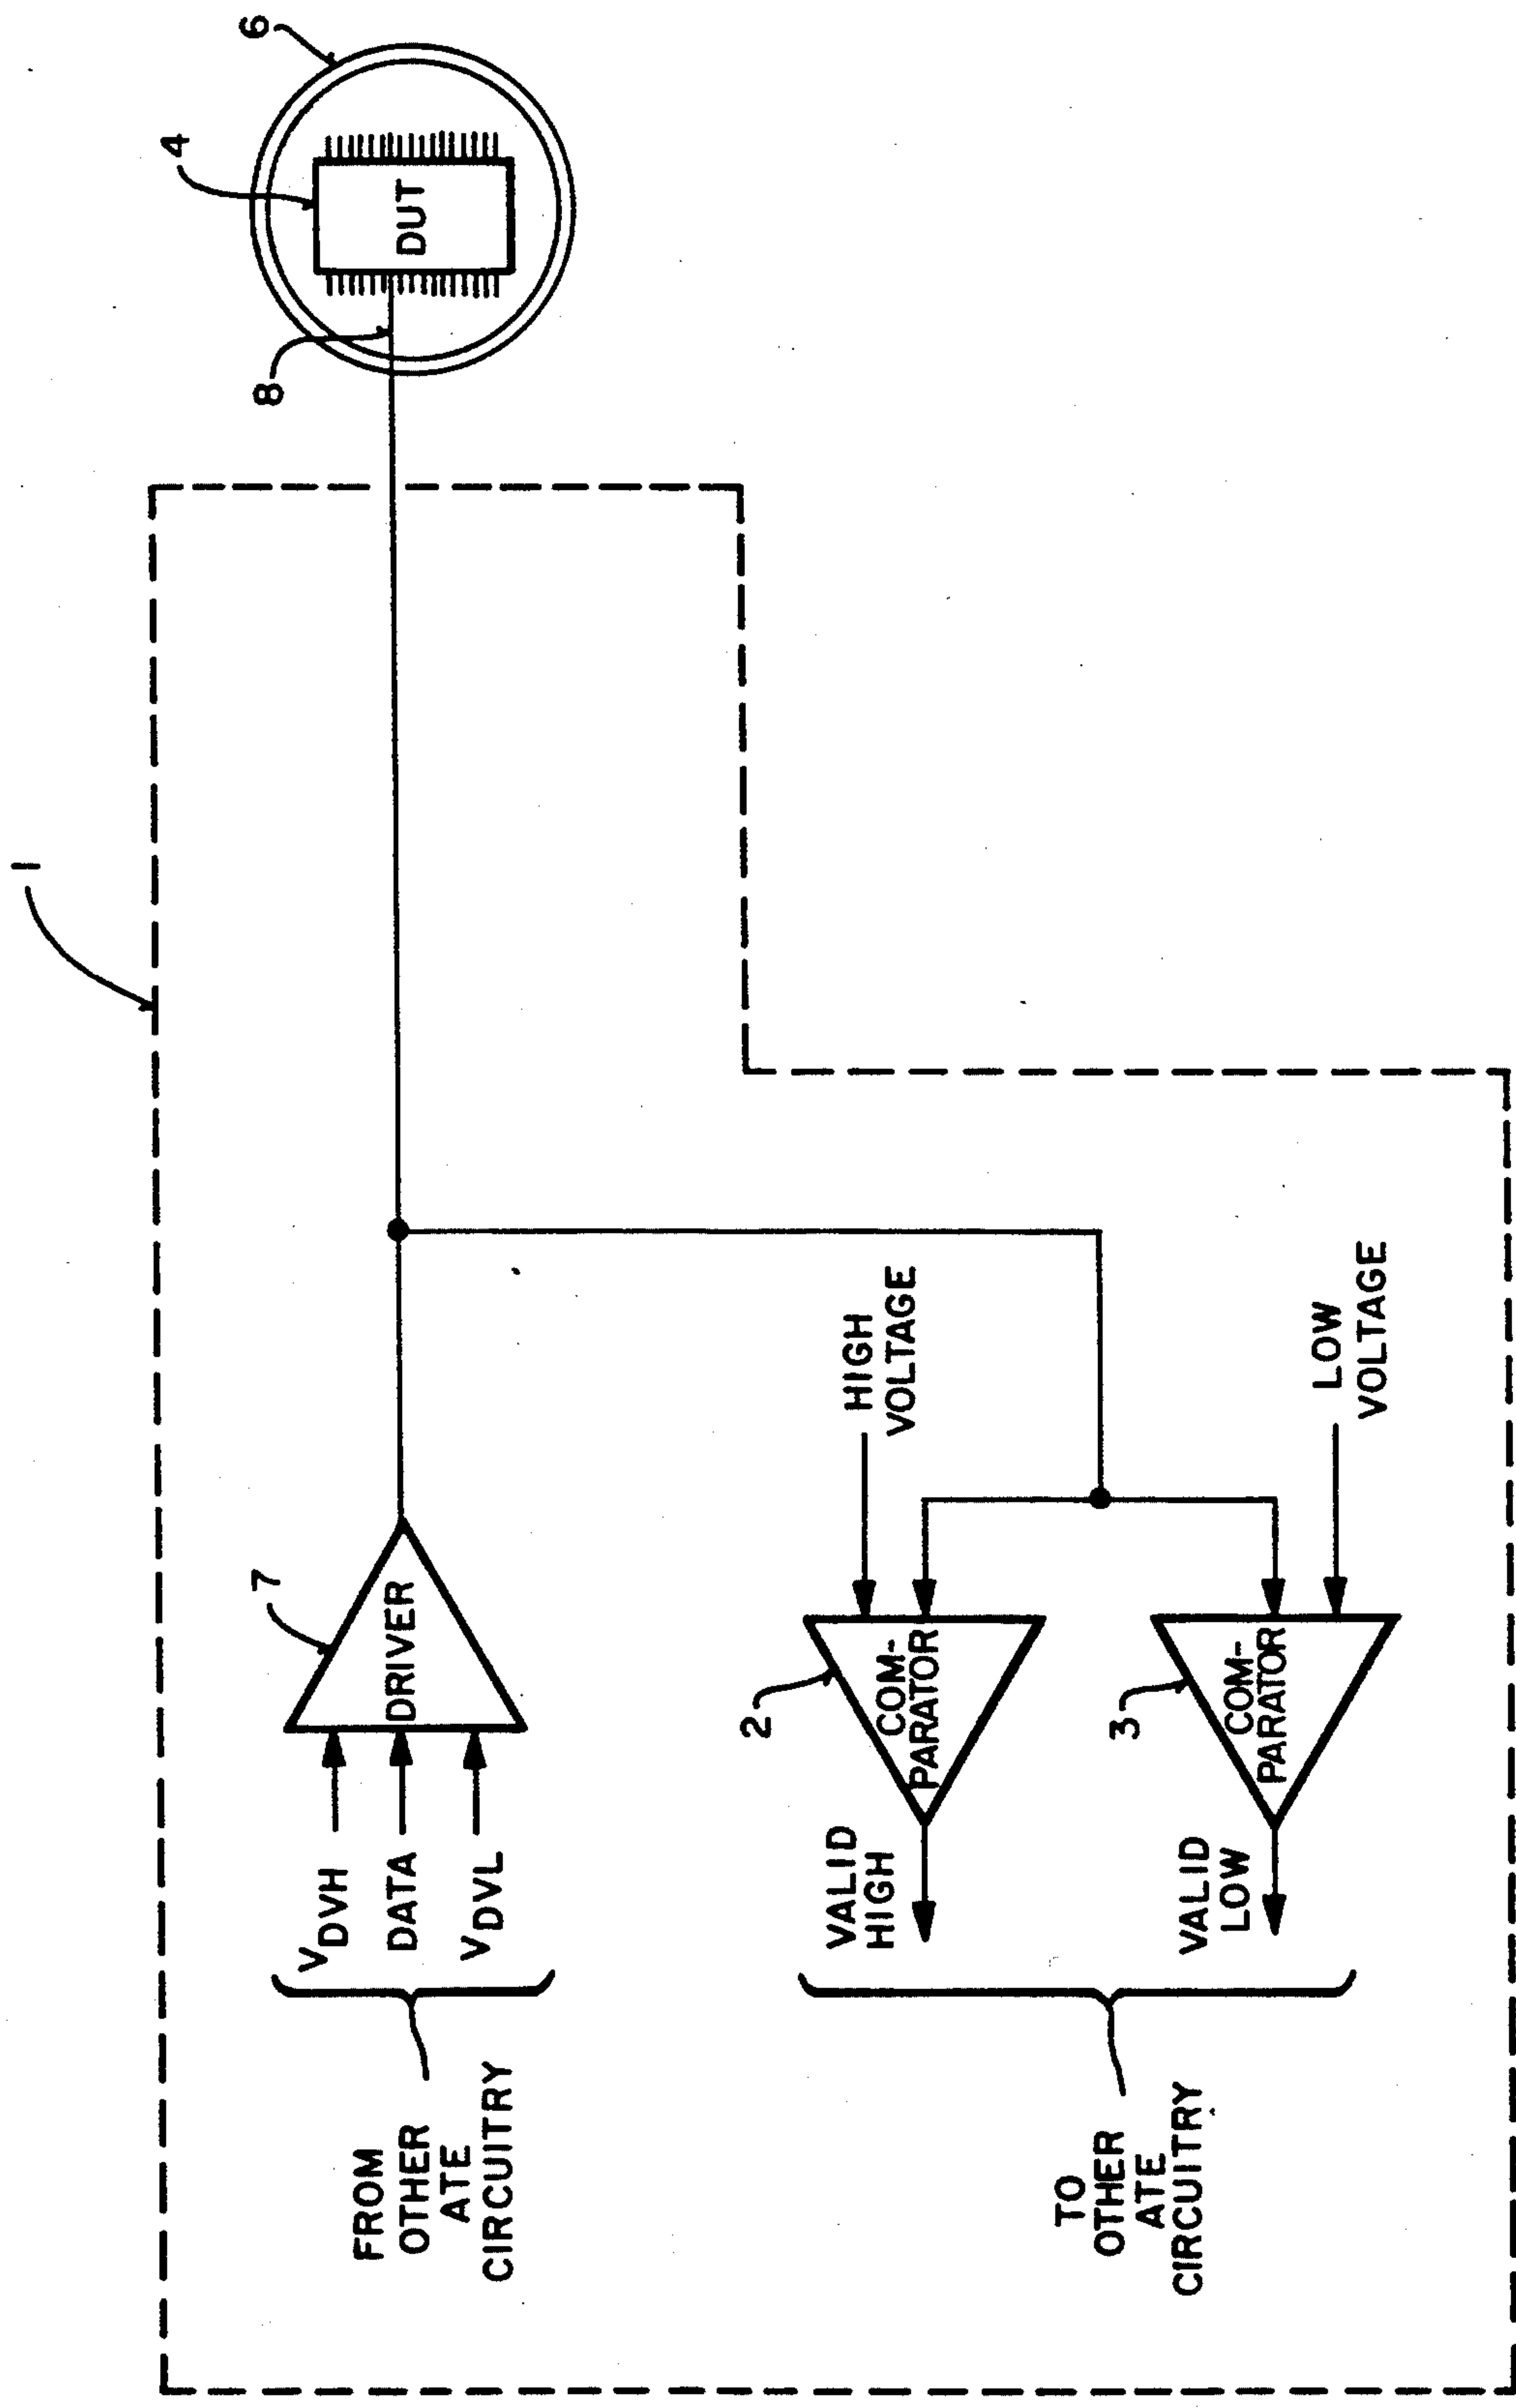 1
FROM
OTHER
ATE
CIRCUITRY
VDVH
DATA
VDVL
7
DRIVER
8
4
6
DUT
TO
OTHER
ATE
CIRCUITRY
VALID
HIGH
2
COM-
PARATOR
HIGH
VOLTAGE
VALID
LOW
3
COM-
PARATOR
LOW
VOLTAGE